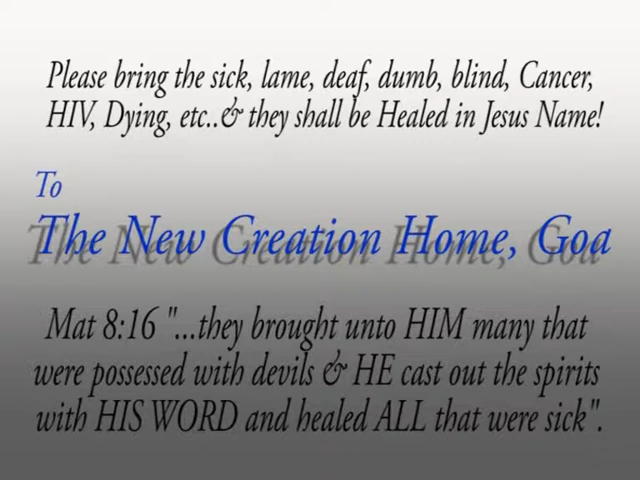 Please bring the sick, lame, deaf, dumb, blind, Cancer,
HIV, Dying, etc..& they shall be Healed in Jesus Name!
To
The New Creation Home, Goa
Mat 8:16 "...they brought unto HIM many that
were possessed with devils & HE cast out the spirits
with HIS WORD and healed ALL that were sick".